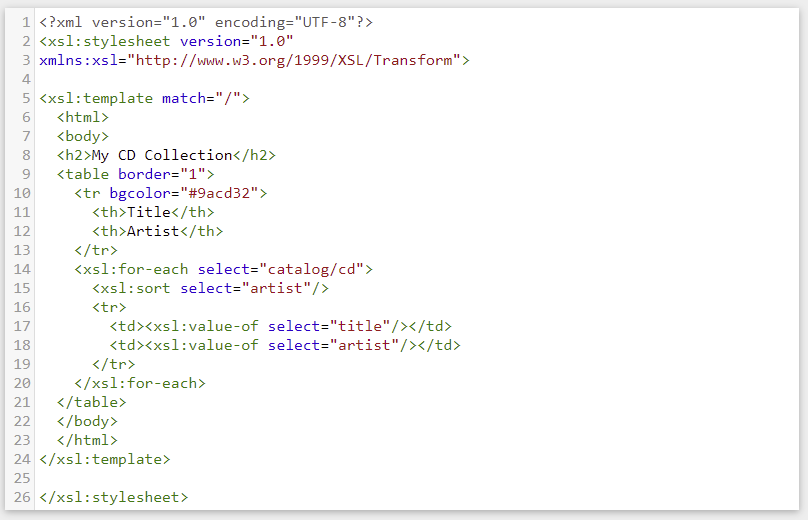 1 <?xml version="1.0" encoding="UTF-8"?>
2 <xsl:stylesheet version="1.0"
3 xmlns:xsl="http://www.w3.org/1999/XSL/Transform">
4
5 <xsl:template match="/">
6   <html>
7   <body>
8   <h2>My CD Collection</h2>
9   <table border="1">
10     <tr bgcolor="#9acd32">
11       <th>Title</th>
12       <th>Artist</th>
13     </tr>
14     <xsl:for-each select="catalog/cd">
15       <xsl:sort select="artist"/>
16       <tr>
17         <td><xsl:value-of select="title"/></td>
18         <td><xsl:value-of select="artist"/></td>
19       </tr>
20     </xsl:for-each>
21   </table>
22   </body>
23   </html>
24 </xsl:template>
25
26 </xsl:stylesheet>